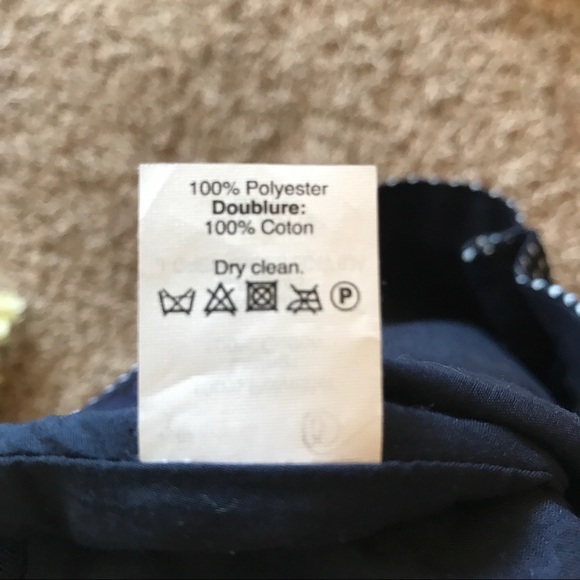 100% Polyester
Doublure:
100% Coton
Dry clean.
P